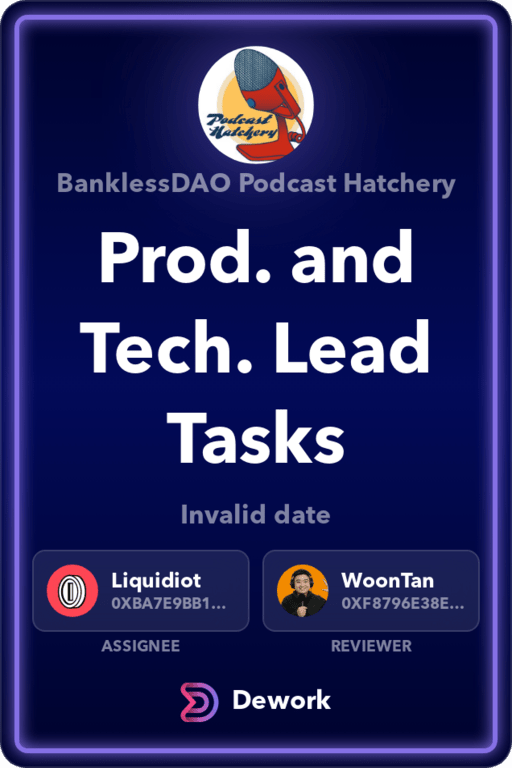 Podcast
Hatchery
BanklessDAO Podcast Hatchery
Prod. and
Tech. Lead
Tasks
Invalid date
Liquidiot
0XBA7E9BB1...
WoonTan
0XF8796E38E...
ASSIGNEE
REVIEWER
Dework